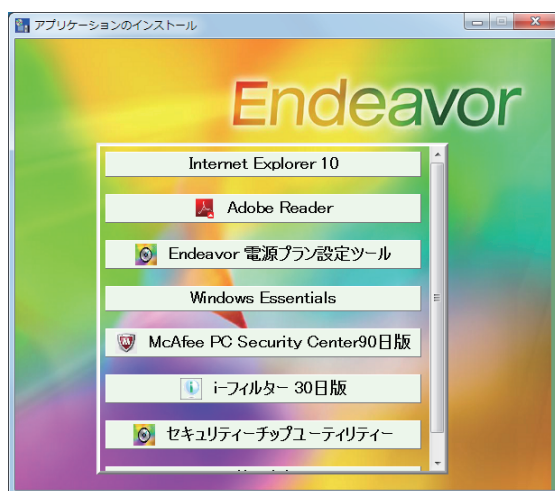 アプリケーションのインストール
Endeavor
Internet Explorer 10
Adobe Reader
Endeavor 電源プラン設定ツール
Windows Essentials
McAfee PC Security Center90日版
i-フィルター 30日版
セキュリティーチップユーティリティー